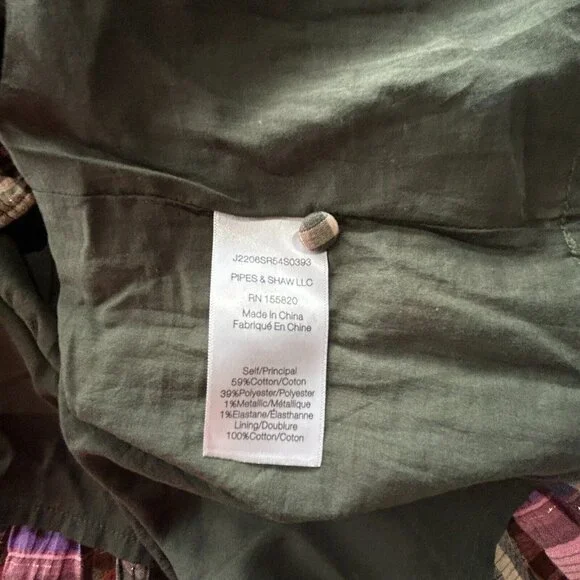 J2206SR54S0393
PIPES & SHAW LLC
RN 155820
Made In China
Fabriqué En Chine
Self/Principal
59%Cotton/Coton
39%Polyester/Polyester
1%Metallic/Métallique
1%Elastane/Élasthanne
Lining/Doublure
100%Cotton/Coton